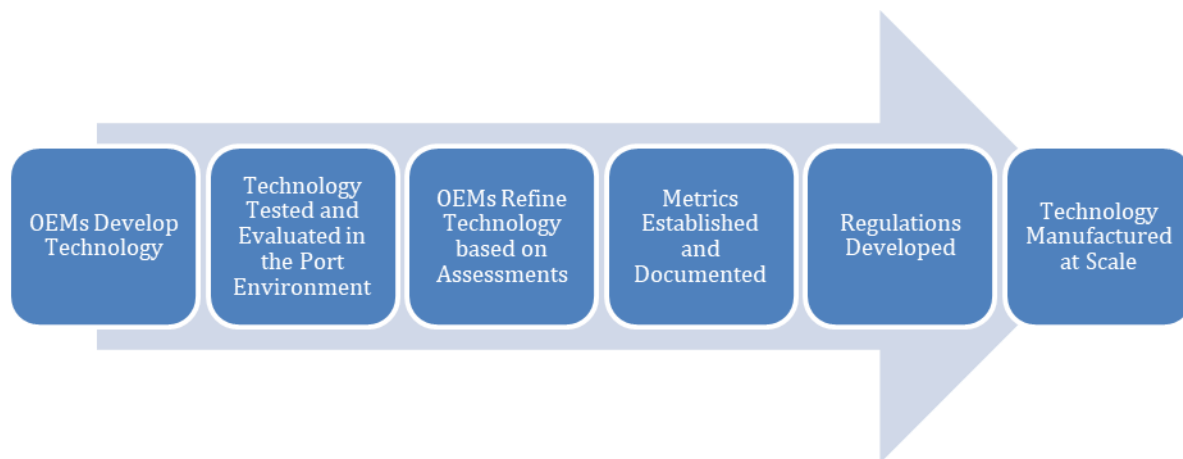 OEMs Develop
Technology
Technology
Tested and
Evaluated in
the Port
Environment
OEMs Refine
Technology
based on
Assessments
Metrics
Established
and
Documented
Regulations
Developed
Technology
Manufactured
at Scale